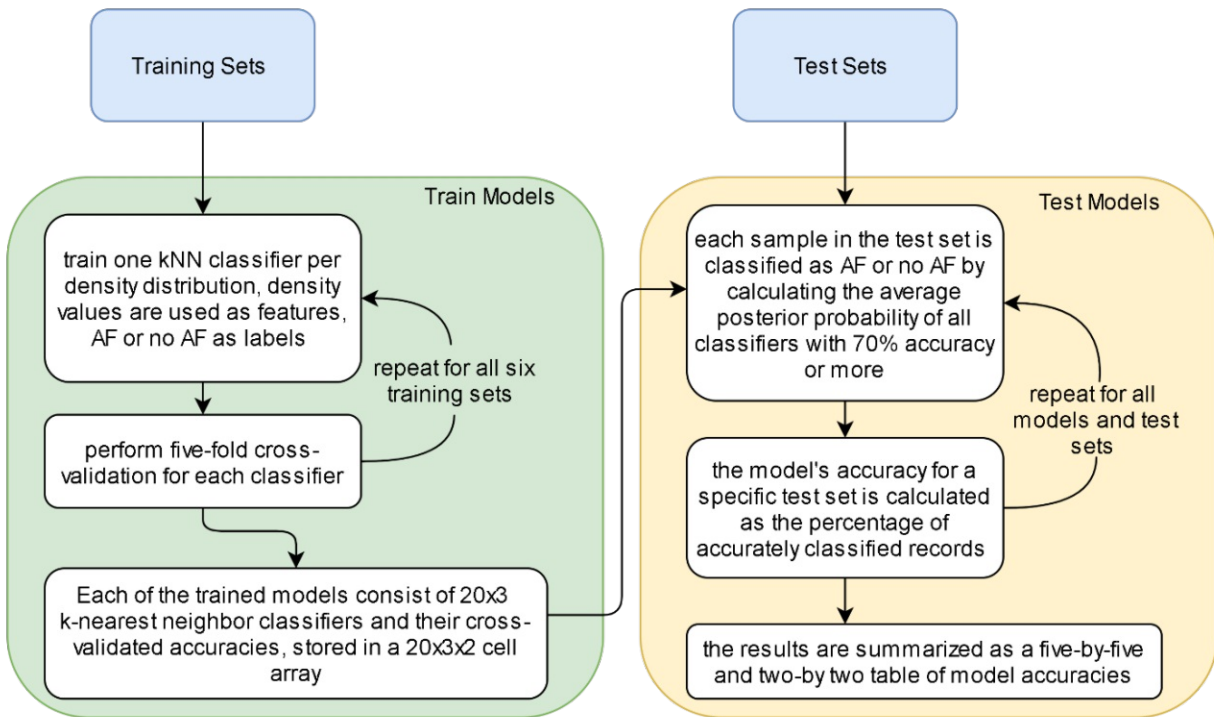 Training Sets
Train Models
train one kNN classifier per
density distribution, density
values are used as features,
AF or no AF as labels
repeat for all six
training sets
perform five-fold cross-
validation for each classifier
Each of the trained models consist of 20x3
k-nearest neighbor classifiers and their cross-
validated accuracies, stored in a 20x3x2 cell
array
Test Sets
Test Models
each sample in the test set is
classified as AF or no AF by
calculating the average
posterior probability of all
classifiers with 70% accuracy
or more
repeat for all
models and test
sets
the model's accuracy for a
specific test set is calculated
as the percentage of
accurately classified records
the results are summarized as a five-by-five
and two-by two table of model accuracies